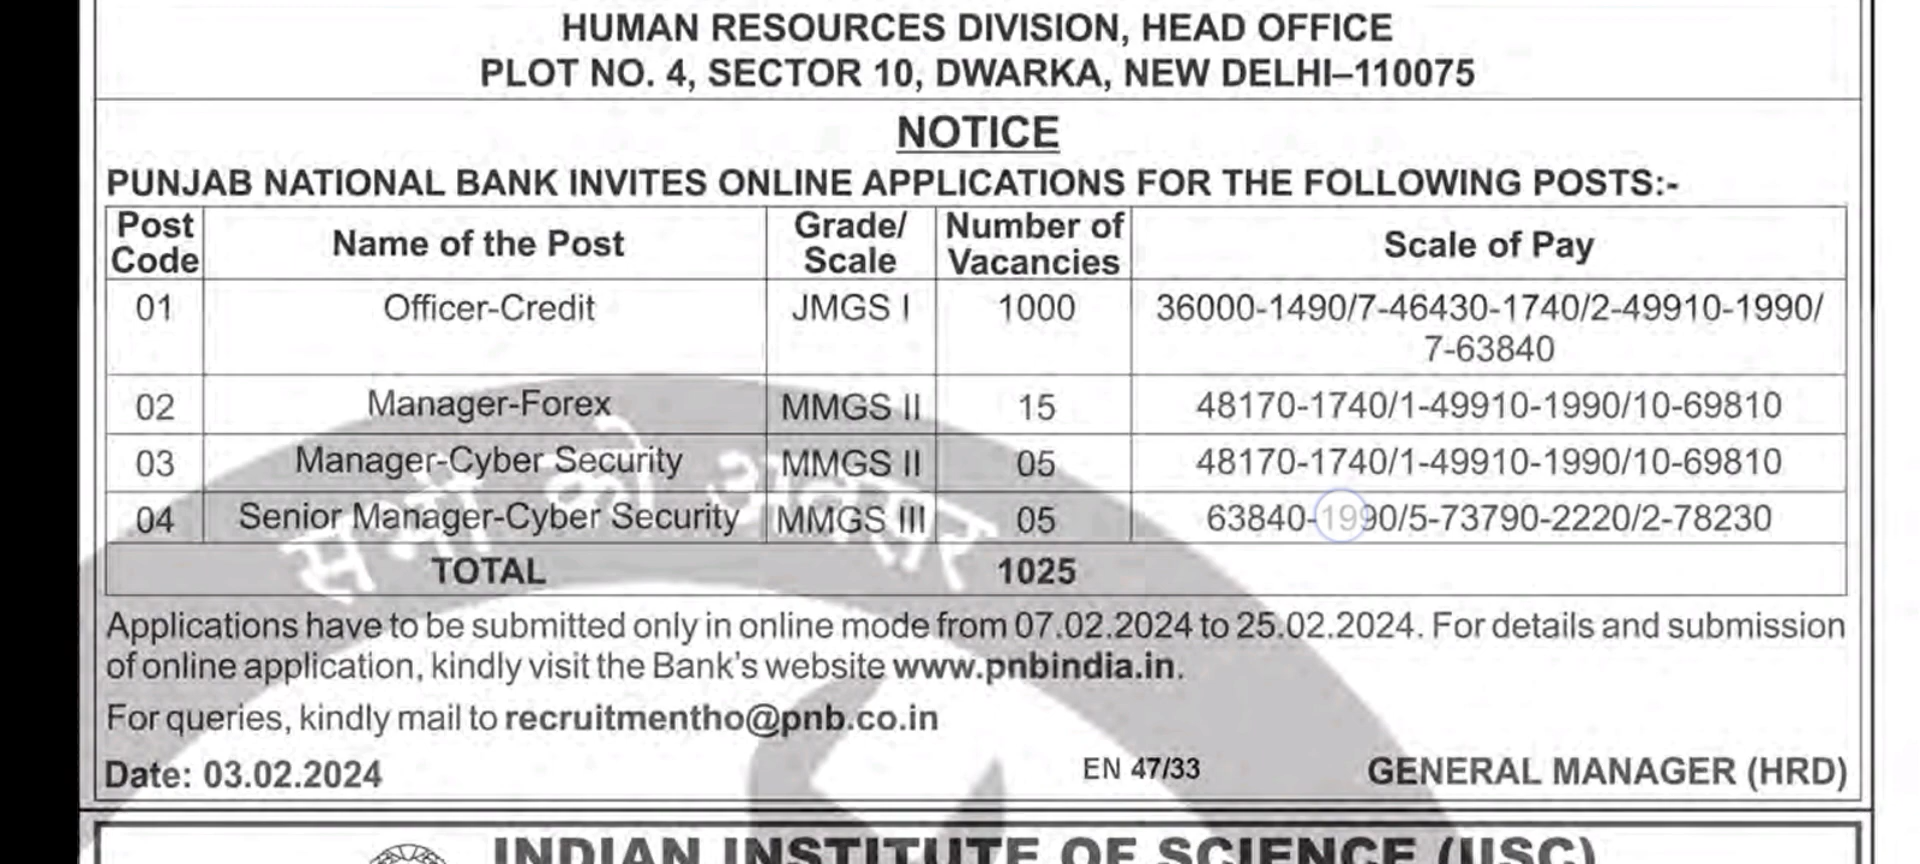 HUMAN RESOURCES DIVISION, HEAD OFFICE
PLOT NO. 4, SECTOR 10, DWARKA, NEW DELHI–110075
NOTICE
PUNJAB NATIONAL BANK INVITES ONLINE APPLICATIONS FOR THE FOLLOWING POSTS:-
Post Code Name of the Post Grade/ Scale Number of Vacancies Scale of Pay
01 Officer-Credit JMGS I 1000 36000-1490/7-46430-1740/2-49910-1990/
7-63840
02 Manager-Forex MMGS II 15 48170-1740/1-49910-1990/10-69810
03 Manager-Cyber Security MMGS II 05 48170-1740/1-49910-1990/10-69810
04 Senior Manager-Cyber Security MMGS III 05 63840-1990/5-73790-2220/2-78230
TOTAL 1025
सभी को अवसर
Applications have to be submitted only in online mode from 07.02.2024 to 25.02.2024. For details and submission
of online application, kindly visit the Bank's website www.pnbindia.in.
For queries, kindly mail to recruitmentho@pnb.co.in
Date: 03.02.2024 EN 47/33 GENERAL MANAGER (HRD)
INDIAN INSTITUTE OF SCIENCE (IISC)